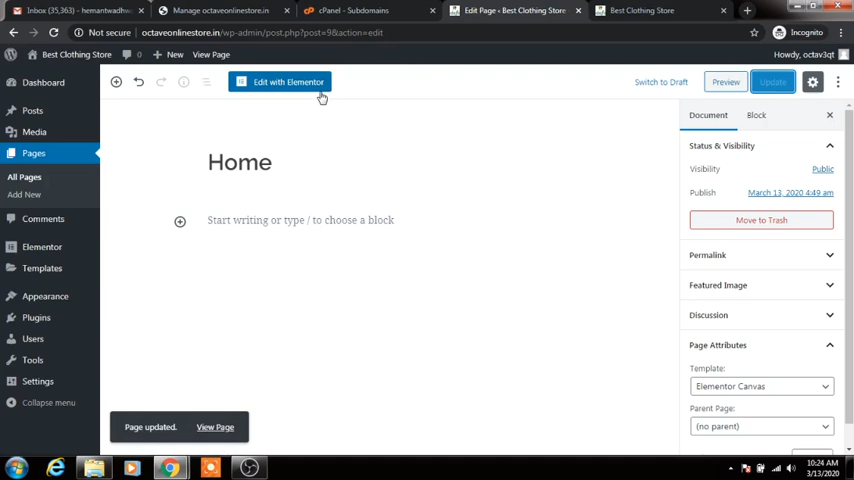 Inbox (35,363) - hemantwadhw
Manage octaveonlinestore.in
cPanel - Subdomains
Edit Page ‹ Best Clothing Store
Best Clothing Store
Not secure
octaveonlinestore.in/wp-admin/post.php?post=9&action=edit
Incognito
Best Clothing Store
0
New
View Page
Howdy, octav3qt
Dashboard
Posts
Media
Pages
All Pages
Add New
Comments
Elementor
Templates
Appearance
Plugins
Users
Tools
Settings
Collapse menu
Edit with Elementor
Switch to Draft
Preview
Update
Home
Start writing or type / to choose a block
Page updated.
View Page
Document
Block
Status & Visibility
Visibility
Public
Publish
March 13, 2020 4:49 am
Move to Trash
Permalink
Featured Image
Discussion
Page Attributes
Template:
Elementor Canvas
Parent Page:
(no parent)
10:24 AM
3/13/2020